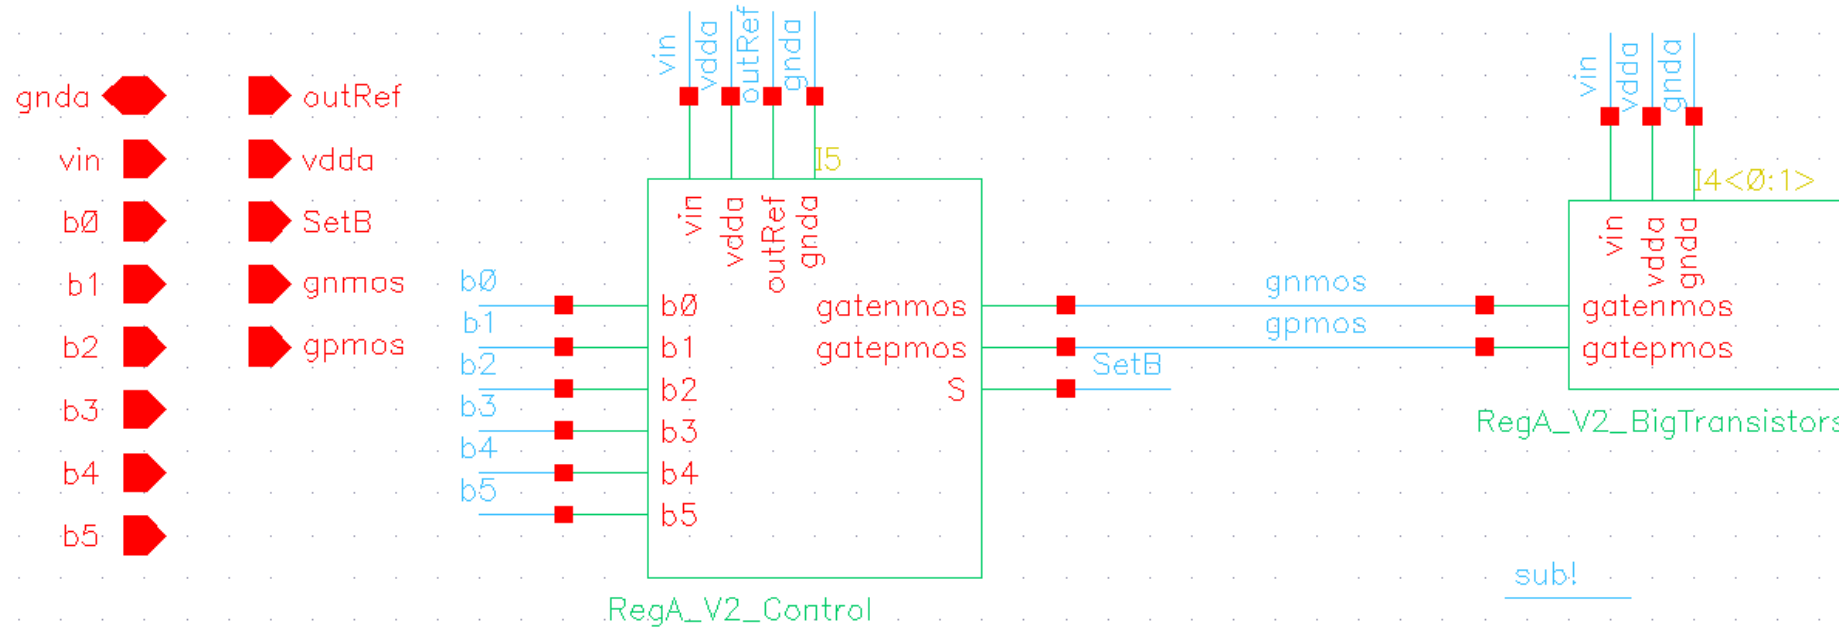 gnda
outRef
vin
vdda
b0
SetB
b1
gnmos
b2
gpmos
b3
b4
b5
vin
vdda
outRef
gnda
I5
vin
vdda
outRef
gnda
b0
b1
b2
b3
b4
b5
b0
b1
b2
b3
b4
b5
gatenmos
gatepmos
S
RegA_V2_Control
gnmos
gpmos
SetB
vin
vdda
gnda
I4<0:1>
vin
vdda
gnda
gatenmos
gatepmos
RegA_V2_BigTransistors
sub!